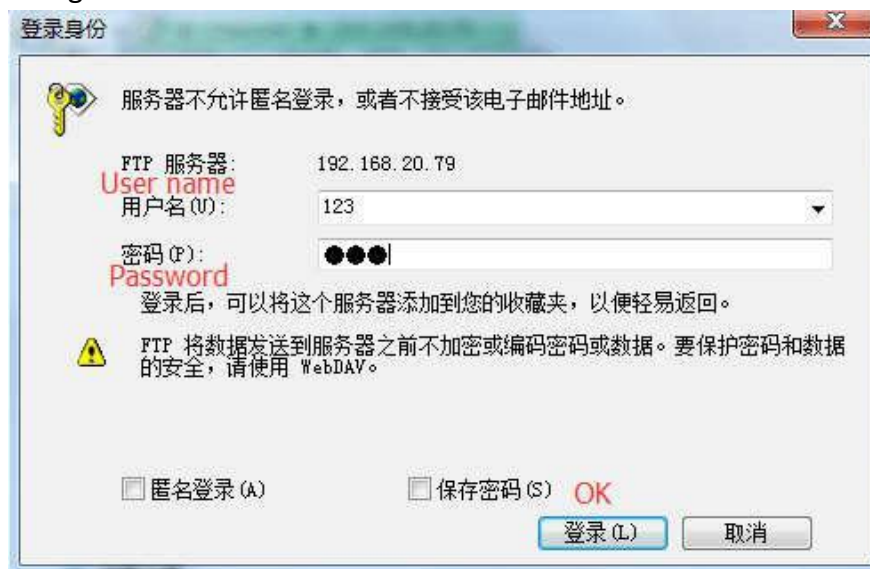 登录身份
服务器不允许匿名登录，或者不接受该电子邮件地址。
FTP 服务器: 192.168.20.79
User name
用户名(U): 123
密码(P): ●●●
Password
登录后，可以将这个服务器添加到您的收藏夹，以便轻易返回。
FTP 将数据发送到服务器之前不加密或编码密码或数据。要保护密码和数据
的安全，请使用 WebDAV。
匿名登录(A) 保存密码(S) OK
登录(L) 取消